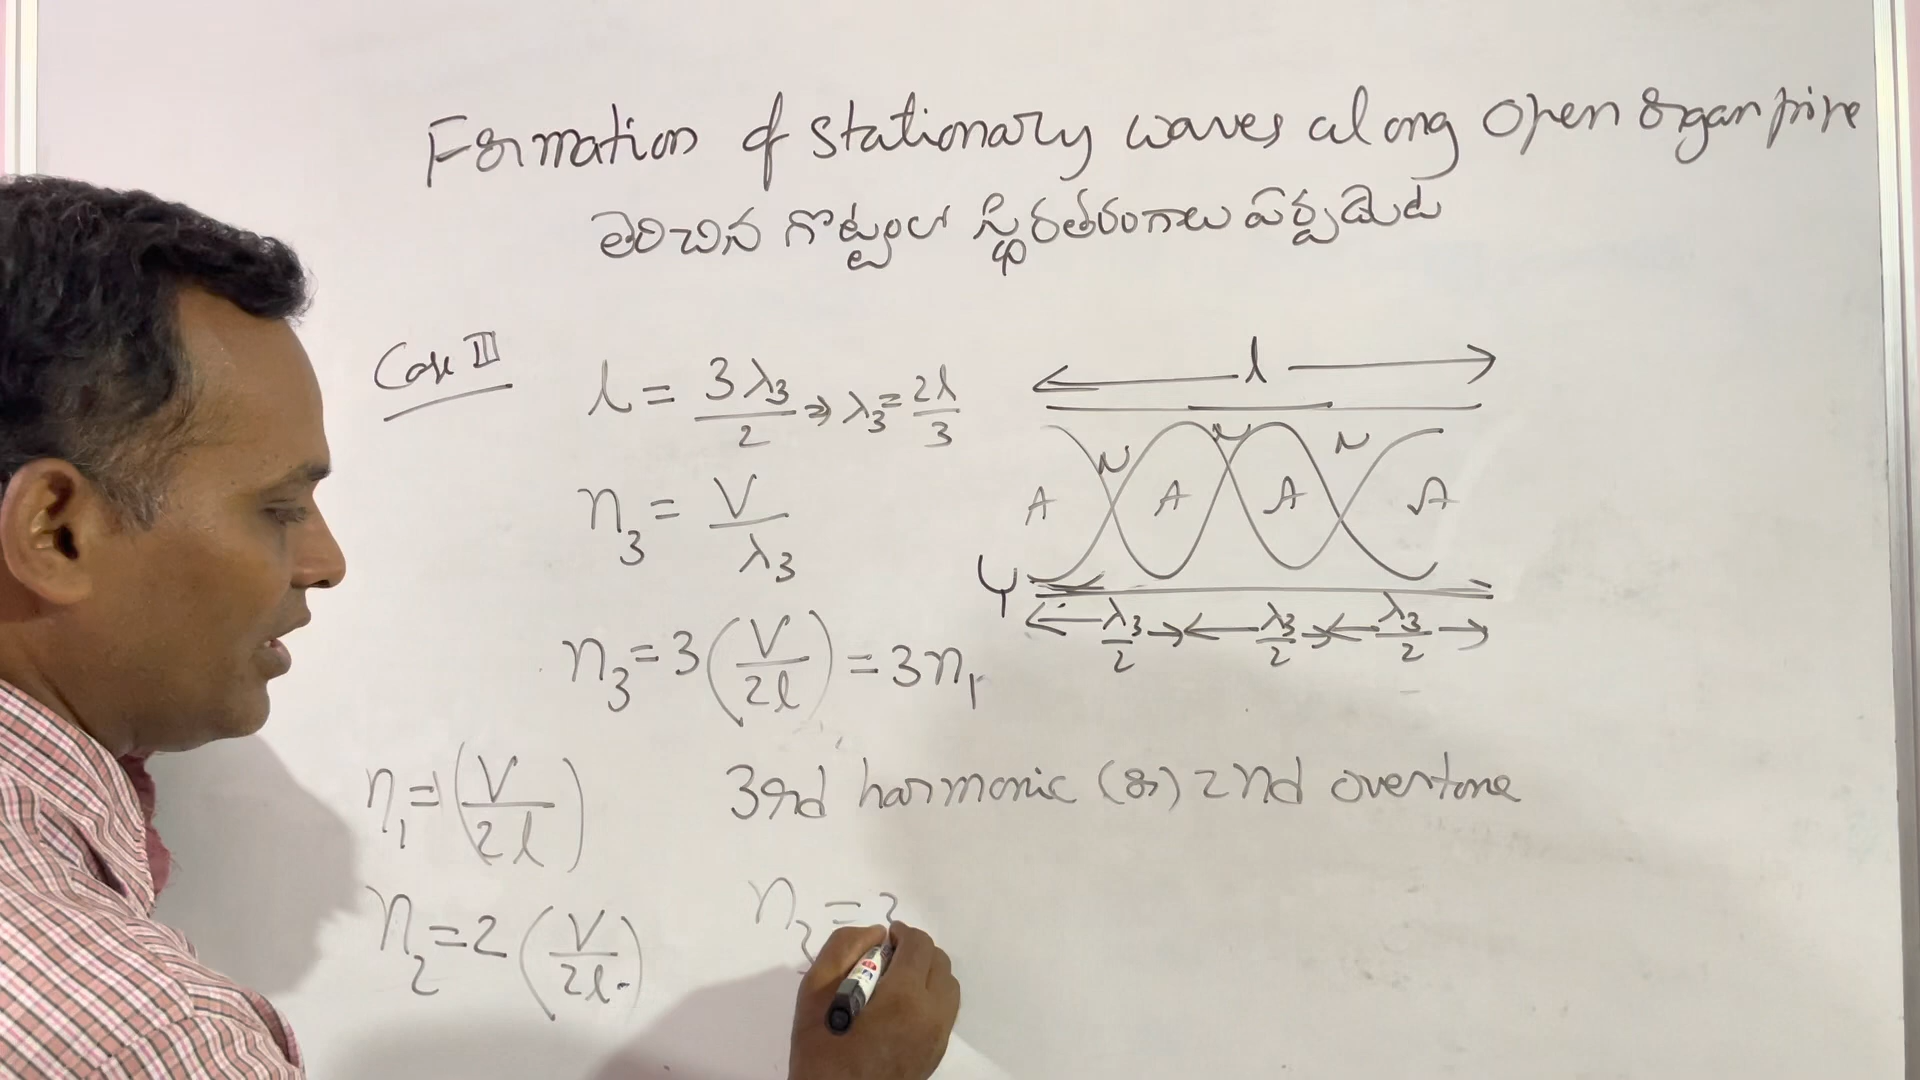 Formation of stationary waves along open organ pipe
తెరిచిన గొట్టంలో స్థిరతరంగాలు ఏర్పడుట
Case III
l = 3λ₃/2 ⇒ λ₃ = 2l/3
n₃ = V/λ₃
n₃ = 3(V/2l) = 3n₁
l
N N N
A A A A
λ₃/2 λ₃/2 λ₃/2
3rd harmonic (or) 2nd overtone
n₁ = (V/2l)
n₂ = 2(V/2l)
n₃ = 3